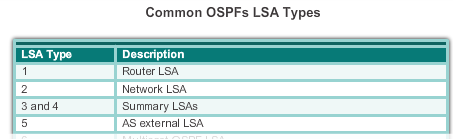 Common OSPFs LSA Types
LSA Type Description
1 Router LSA
2 Network LSA
3 and 4 Summary LSAs
5 AS external LSA